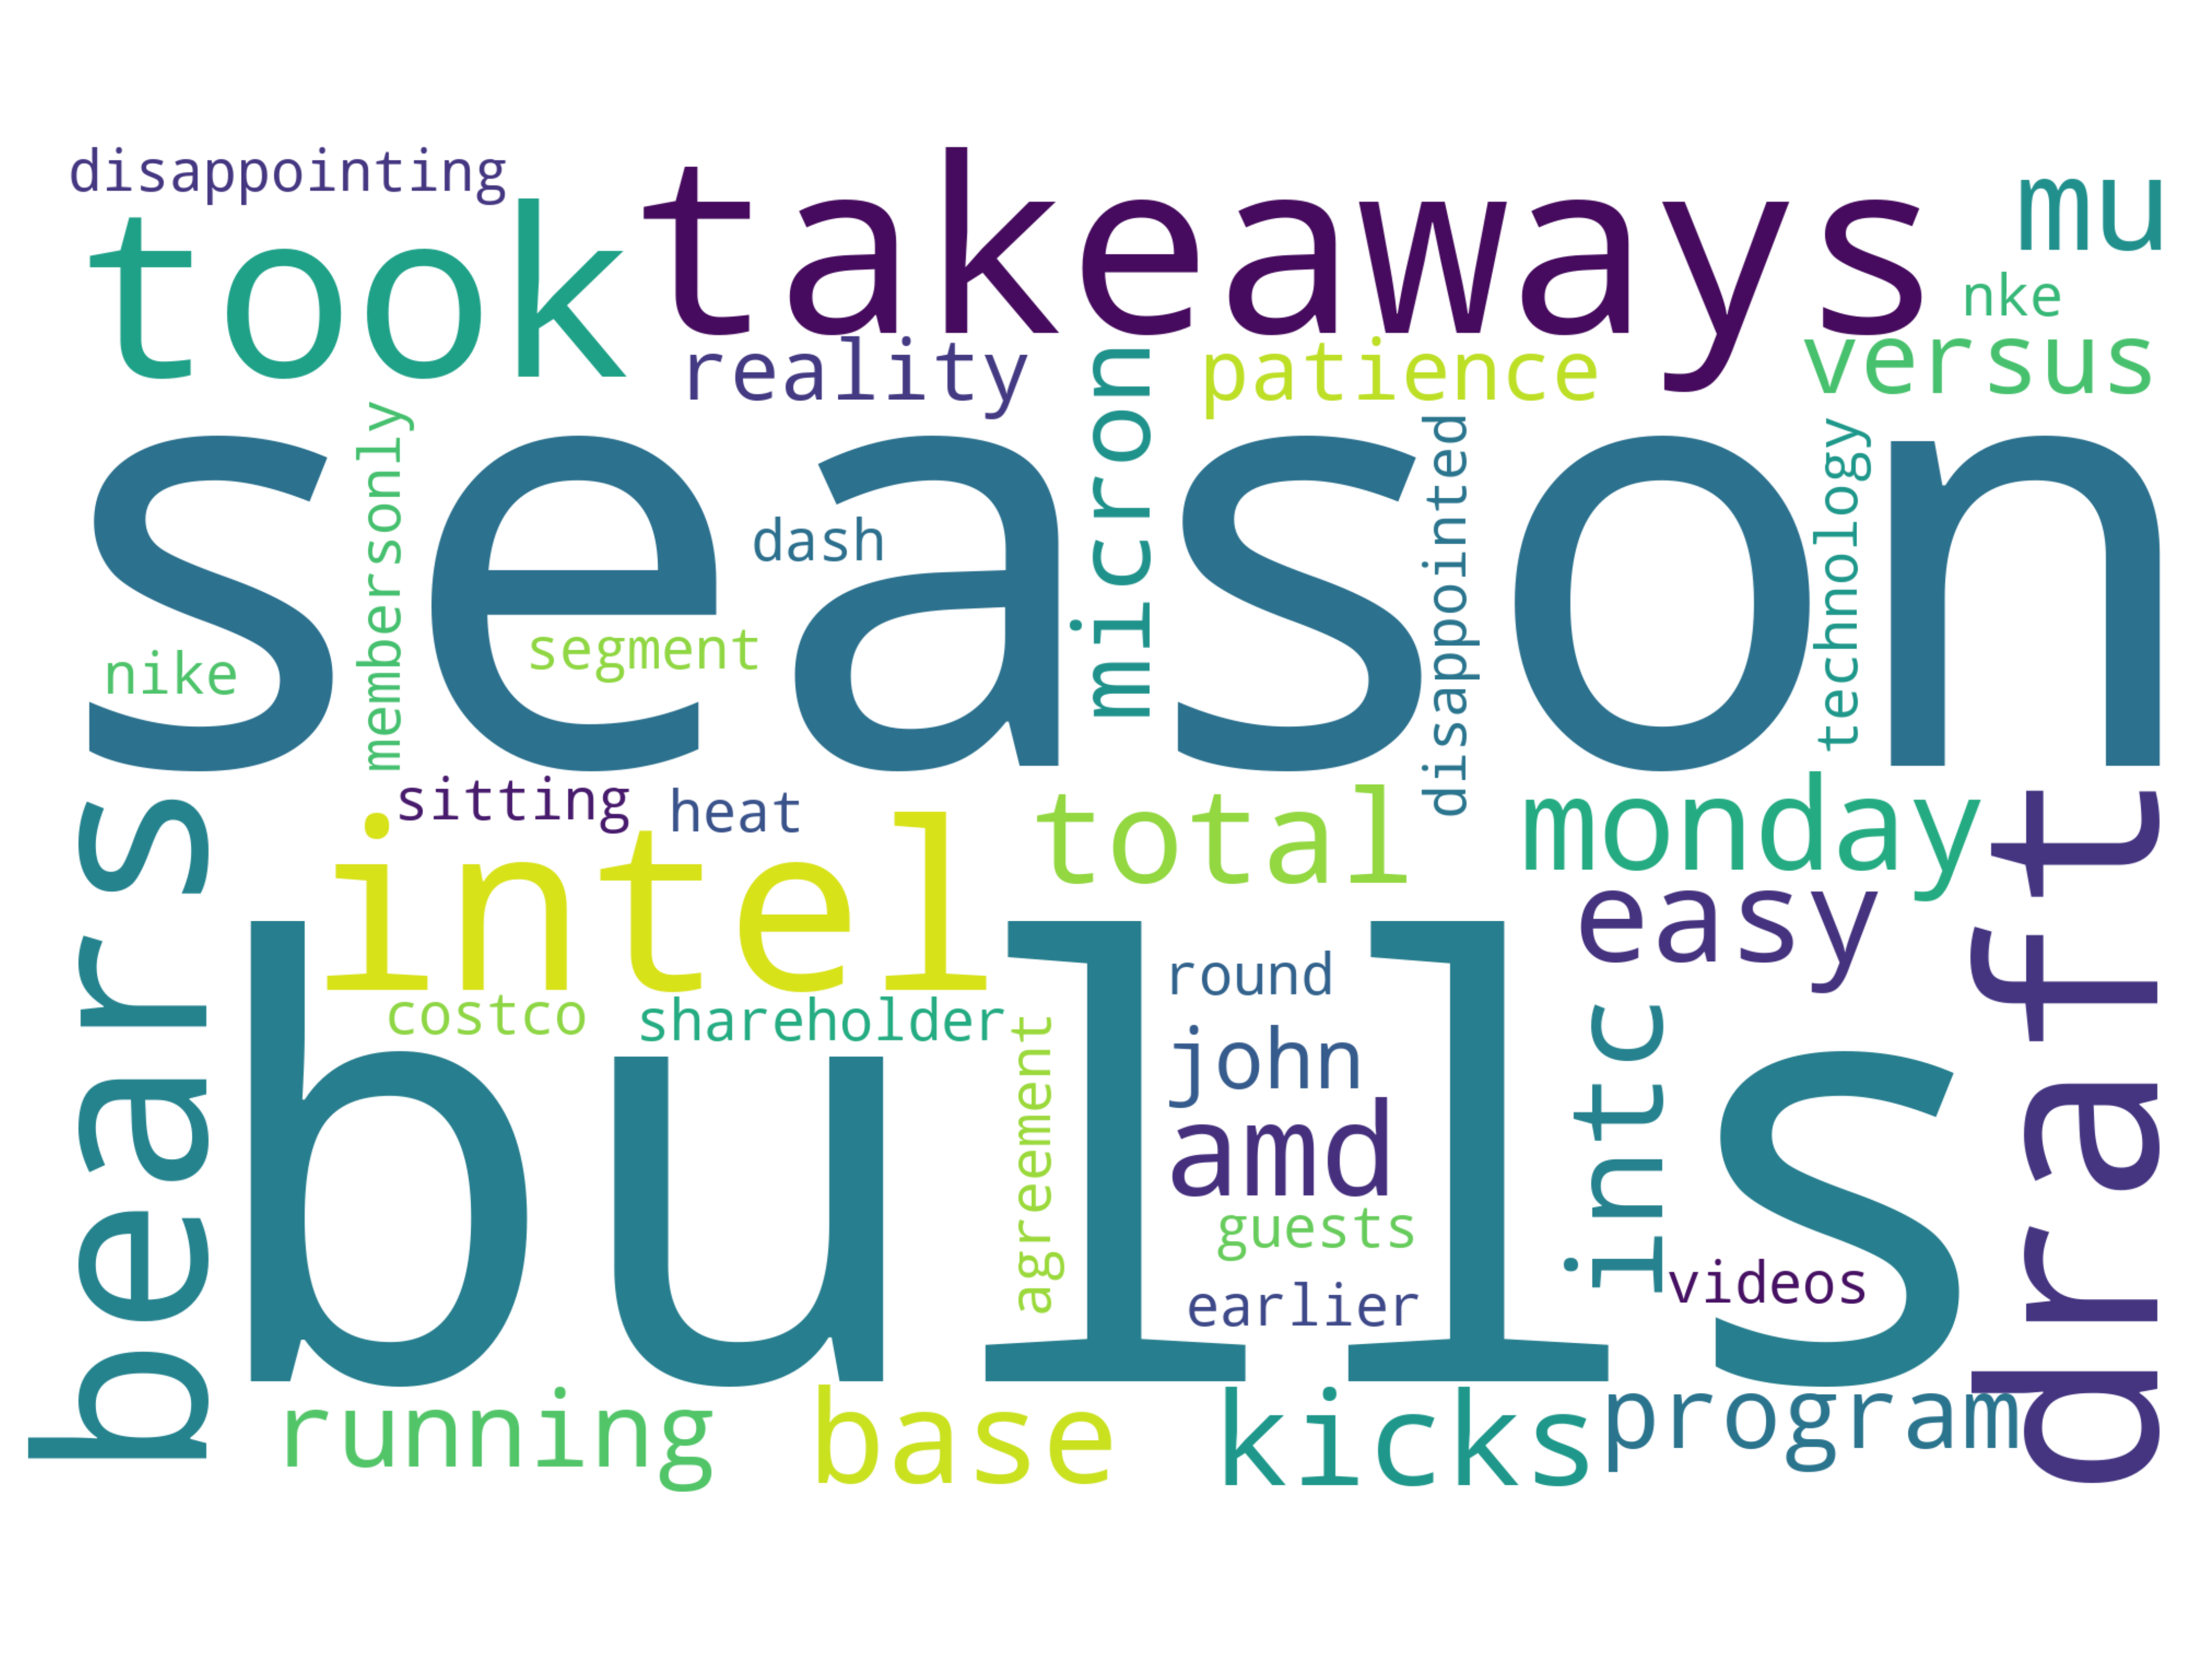 disappointing
took
takeaways
mu
nke
reality
patience
versus
membersonly
micron
disappointed
technology
season
dash
segment
nike
sitting
heat
total
monday
bears
intel
easy
draft
costco
shareholder
round
john
agreement
bulls
amd
intc
guests
earlier
videos
running
base
kicks
program